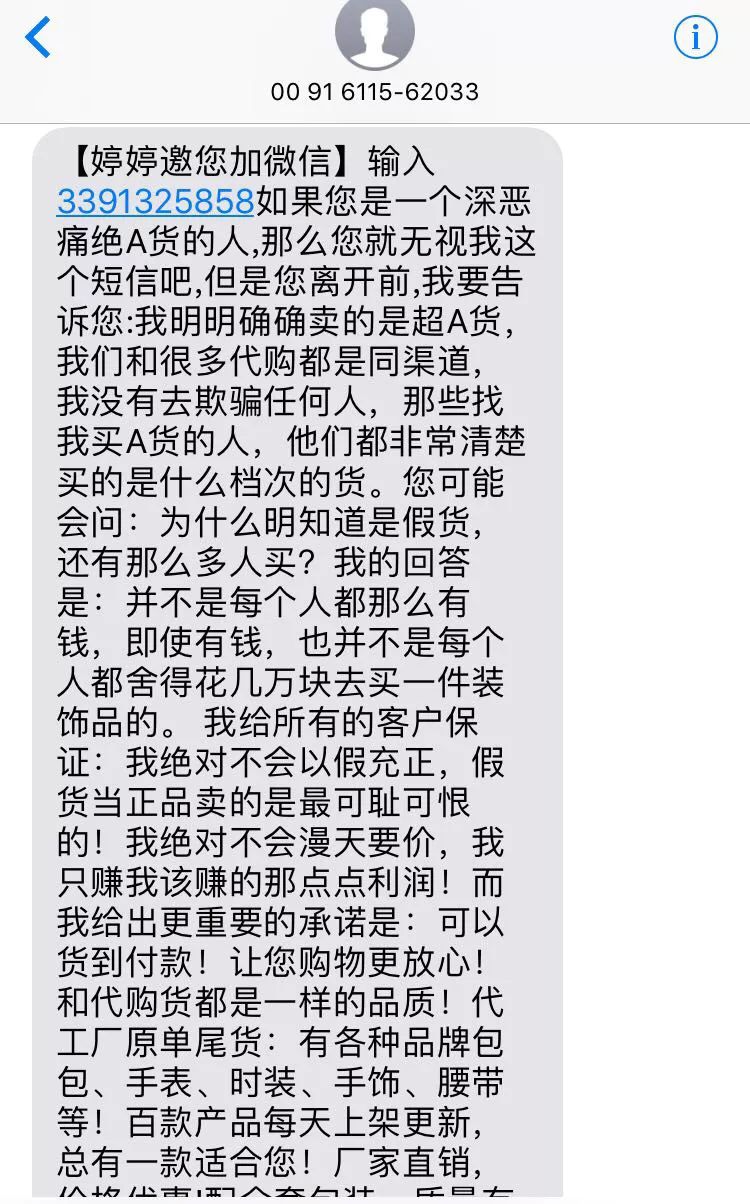 00 91 6115-62033
【婷婷邀您加微信】输入
3391325858如果您是一个深恶
痛绝A货的人,那么您就无视我这
个短信吧,但是您离开前,我要告
诉您:我明明确确卖的是超A货，
我们和很多代购都是同渠道，
我没有去欺骗任何人，那些找
我买A货的人，他们都非常清楚
买的是什么档次的货。您可能
会问：为什么明知道是假货，
还有那么多人买？我的回答
是：并不是每个人都那么有
钱，即使有钱，也并不是每个
人都舍得花几万块去买一件装
饰品的。 我给所有的客户保
证：我绝对不会以假充正，假
货当正品卖的是最可耻可恨
的！我绝对不会漫天要价，我
只赚我该赚的那点点利润！而
我给出更重要的承诺是：可以
货到付款！让您购物更放心！
和代购货都是一样的品质！代
工厂原单尾货：有各种品牌包
包、手表、时装、手饰、腰带
等！百款产品每天上架更新，
总有一款适合您！厂家直销，